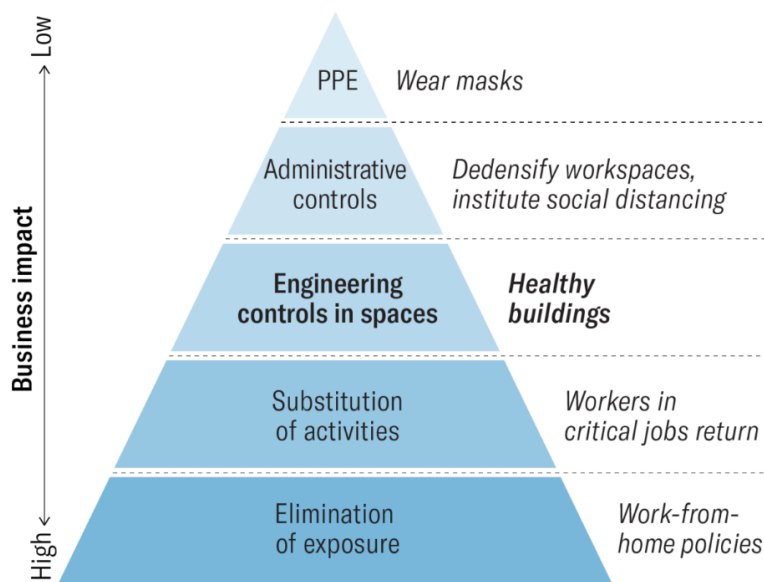 Low
Business impact
High
PPE
Wear masks
Administrative
controls
Dedensify workspaces,
institute social distancing
Engineering
controls in spaces
Healthy
buildings
Substitution
of activities
Workers in
critical jobs return
Elimination
of exposure
Work-from-
home policies